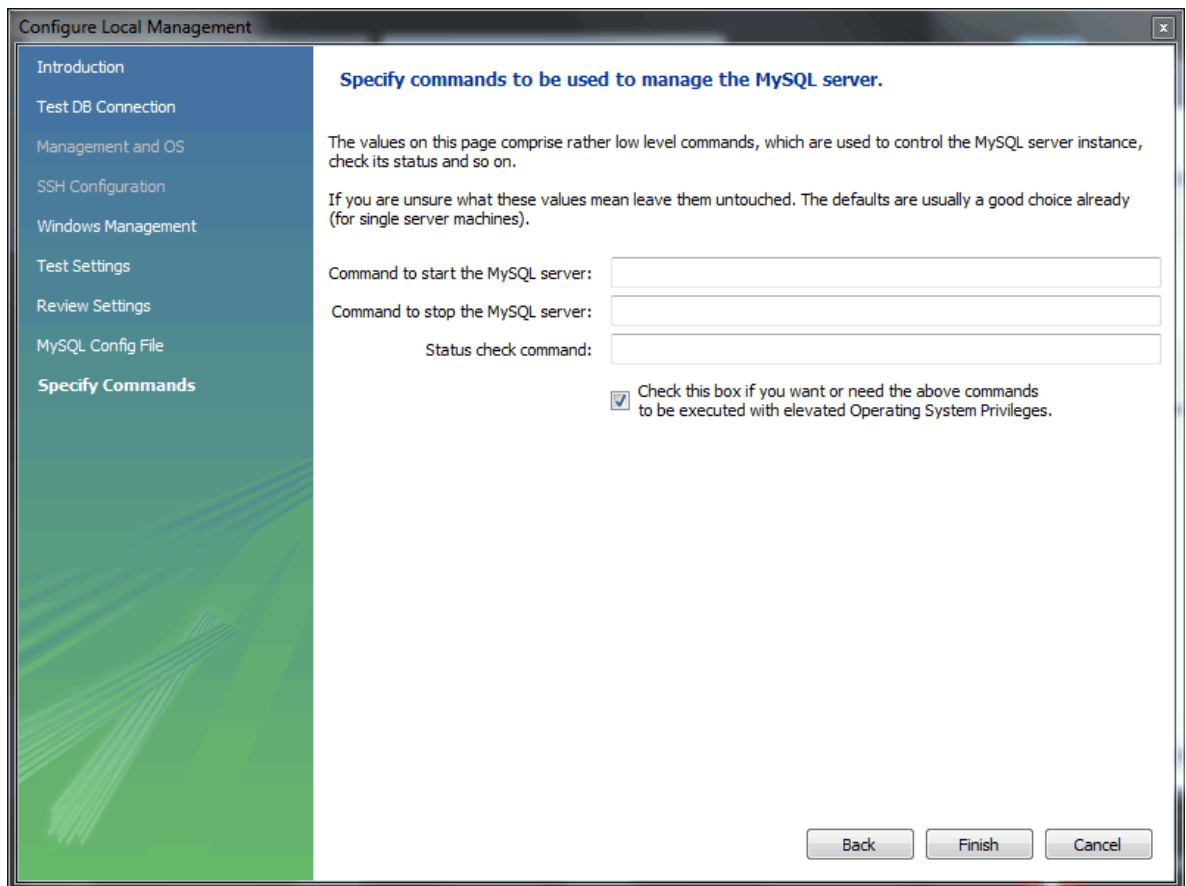 Configure Local Management
x
Introduction
Test DB Connection
Management and OS
SSH Configuration
Windows Management
Test Settings
Review Settings
MySQL Config File
Specify Commands
Specify commands to be used to manage the MySQL server.
The values on this page comprise rather low level commands, which are used to control the MySQL server instance,
check its status and so on.
If you are unsure what these values mean leave them untouched. The defaults are usually a good choice already
(for single server machines).
Command to start the MySQL server:
Command to stop the MySQL server:
Status check command:
Check this box if you want or need the above commands
to be executed with elevated Operating System Privileges.
Back
Finish
Cancel